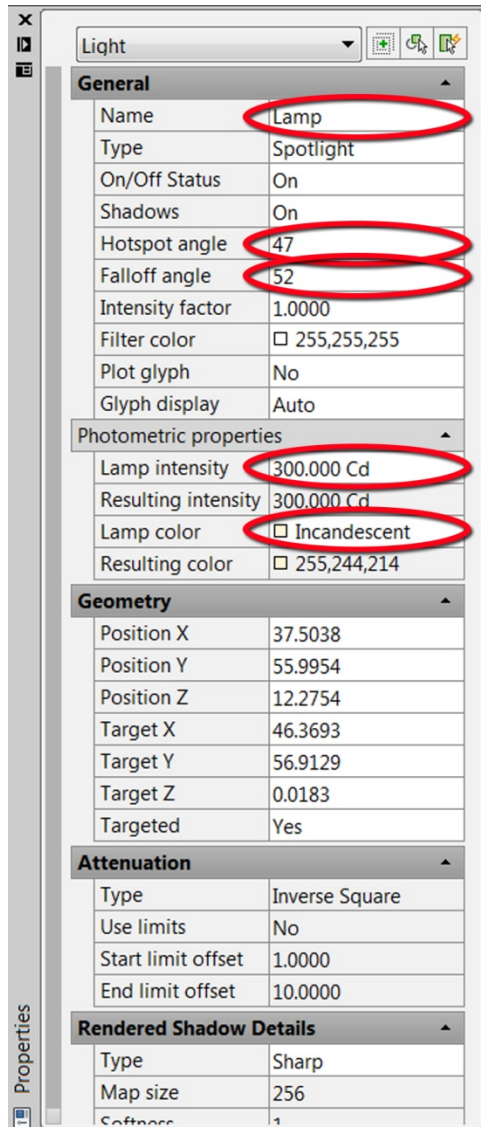 Light
General
Name Lamp
Type Spotlight
On/Off Status On
Shadows On
Hotspot angle 47
Falloff angle 52
Intensity factor 1.0000
Filter color 255,255,255
Plot glyph No
Glyph display Auto
Photometric properties
Lamp intensity 300.000 Cd
Resulting intensity 300.000 Cd
Lamp color Incandescent
Resulting color 255,244,214
Geometry
Position X 37.5038
Position Y 55.9954
Position Z 12.2754
Target X 46.3693
Target Y 56.9129
Target Z 0.0183
Targeted Yes
Attenuation
Type Inverse Square
Use limits No
Start limit offset 1.0000
End limit offset 10.0000
Rendered Shadow Details
Type Sharp
Map size 256
Softness 1
Properties